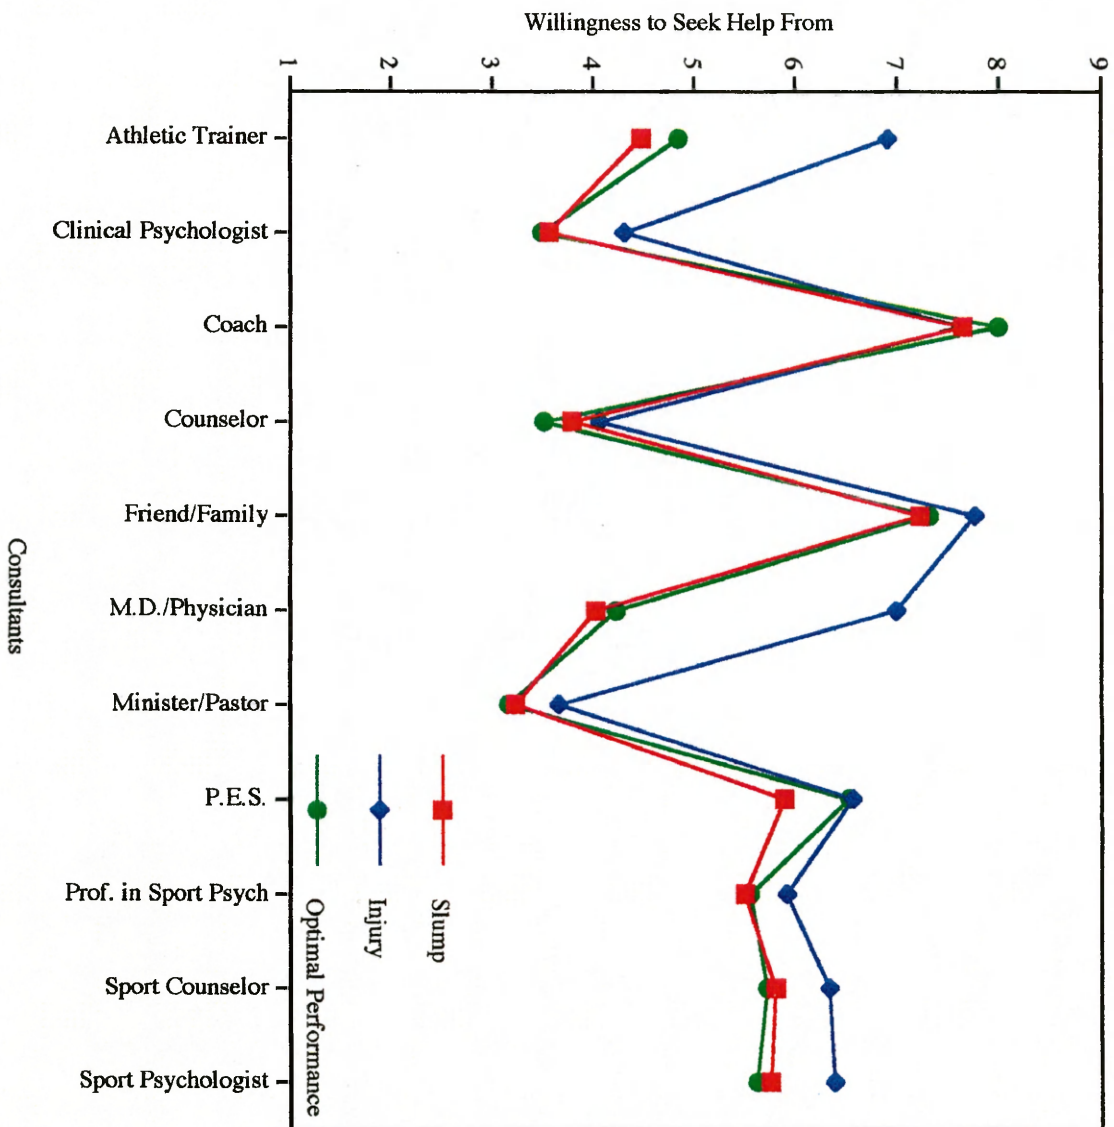 Willingness to Seek Help From
1
2
3
4
5
6
7
8
9
Athletic Trainer
Clinical Psychologist
Coach
Counselor
Friend/Family
M.D./Physician
Minister/Pastor
P.E.S.
Prof. in Sport Psych
Sport Counselor
Sport Psychologist
Consultants
Slump
Injury
Optimal Performance